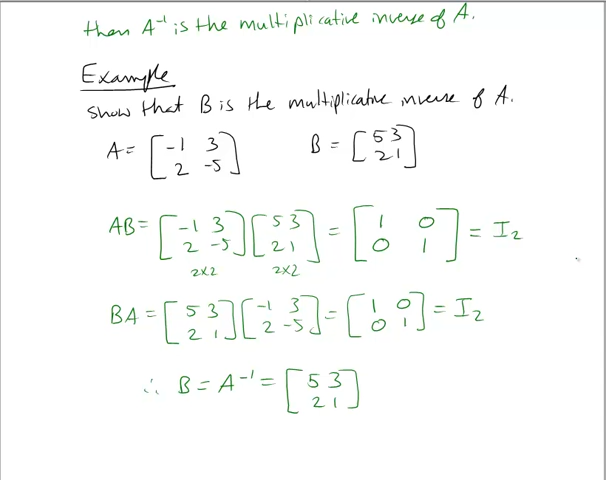 then A⁻¹ is the multiplicative inverse of A.
Example
Show that B is the multiplicative inverse of A.
A = [-1 3; 2 -5] B = [5 3; 2 1]
AB = [-1 3; 2 -5] [5 3; 2 1] = [1 0; 0 1] = I₂
2x2 2x2
BA = [5 3; 2 1] [-1 3; 2 -5] = [1 0; 0 1] = I₂
∴ B = A⁻¹ = [5 3; 2 1]